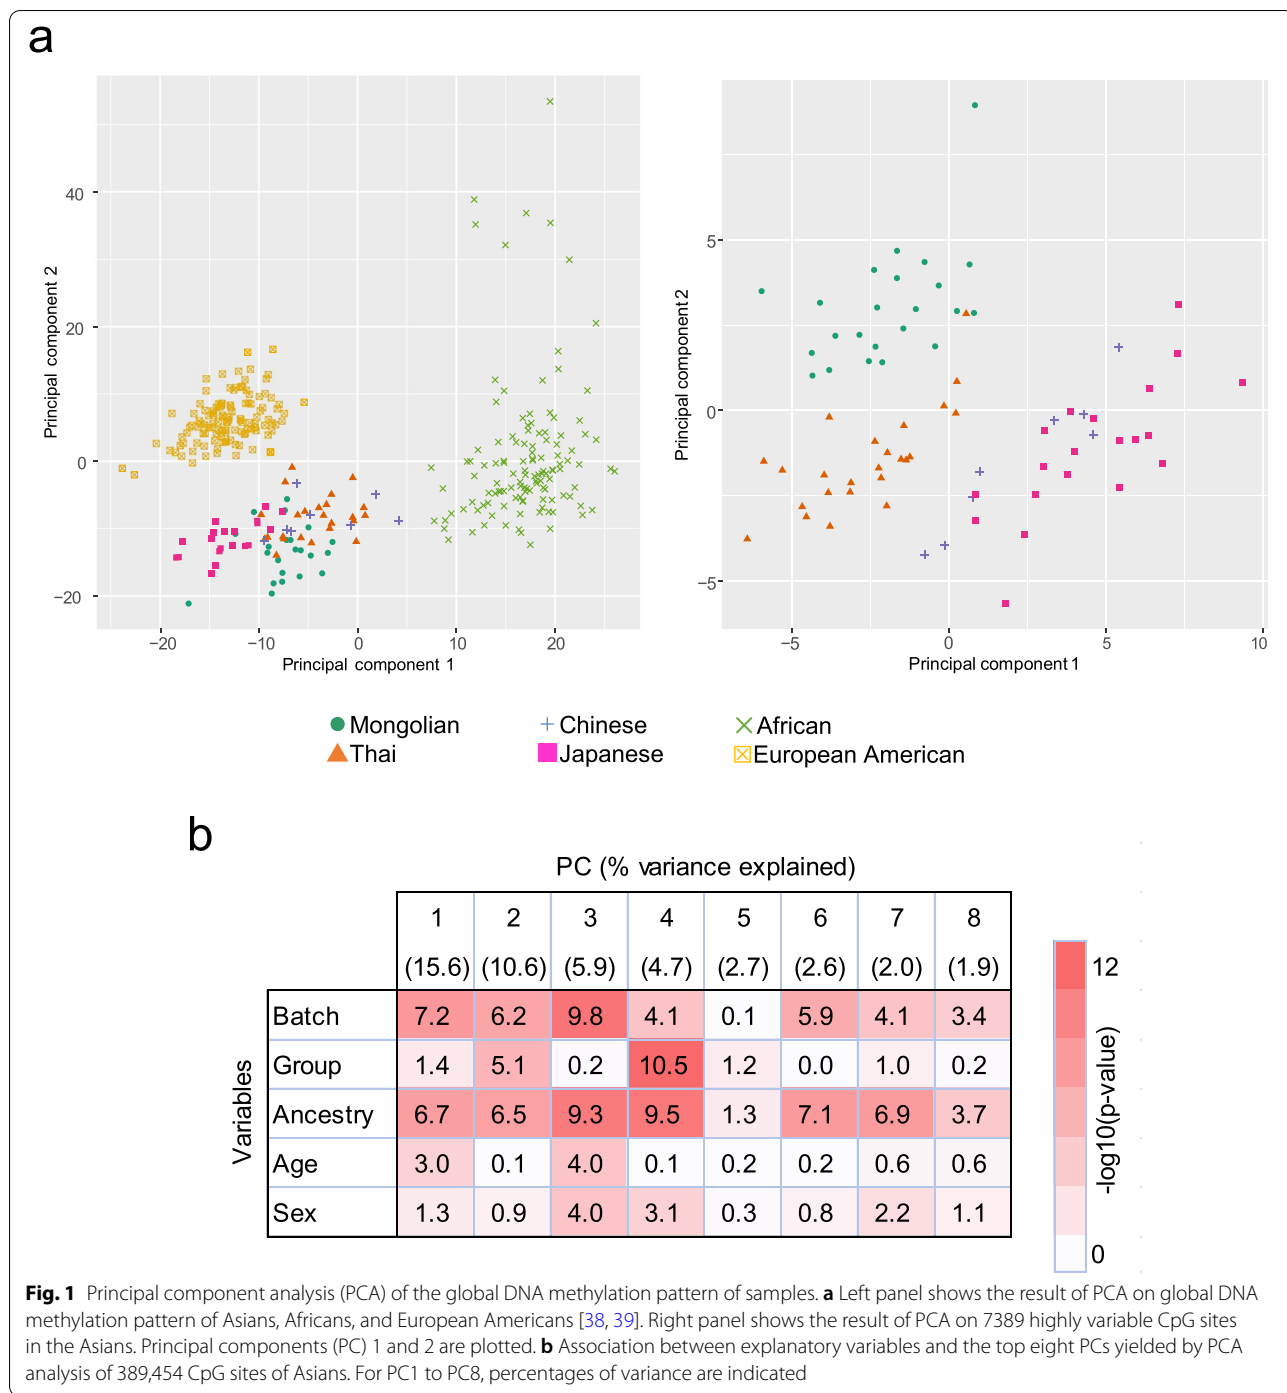 a
40
20
0
−20
Principal component 2
−20 −10 0 10 20
Principal component 1
5
0
−5
Principal component 2
−5 0 5 10
Principal component 1
Mongolian Chinese African
Thai Japanese European American
b
PC (% variance explained)
1 2 3 4 5 6 7 8
(15.6) (10.6) (5.9) (4.7) (2.7) (2.6) (2.0) (1.9)
Variables
Batch 7.2 6.2 9.8 4.1 0.1 5.9 4.1 3.4
Group 1.4 5.1 0.2 10.5 1.2 0.0 1.0 0.2
Ancestry 6.7 6.5 9.3 9.5 1.3 7.1 6.9 3.7
Age 3.0 0.1 4.0 0.1 0.2 0.2 0.6 0.6
Sex 1.3 0.9 4.0 3.1 0.3 0.8 2.2 1.1
12
0
-log10(p-value)
Fig. 1 Principal component analysis (PCA) of the global DNA methylation pattern of samples. a Left panel shows the result of PCA on global DNA
methylation pattern of Asians, Africans, and European Americans [38, 39]. Right panel shows the result of PCA on 7389 highly variable CpG sites
in the Asians. Principal components (PC) 1 and 2 are plotted. b Association between explanatory variables and the top eight PCs yielded by PCA
analysis of 389,454 CpG sites of Asians. For PC1 to PC8, percentages of variance are indicated